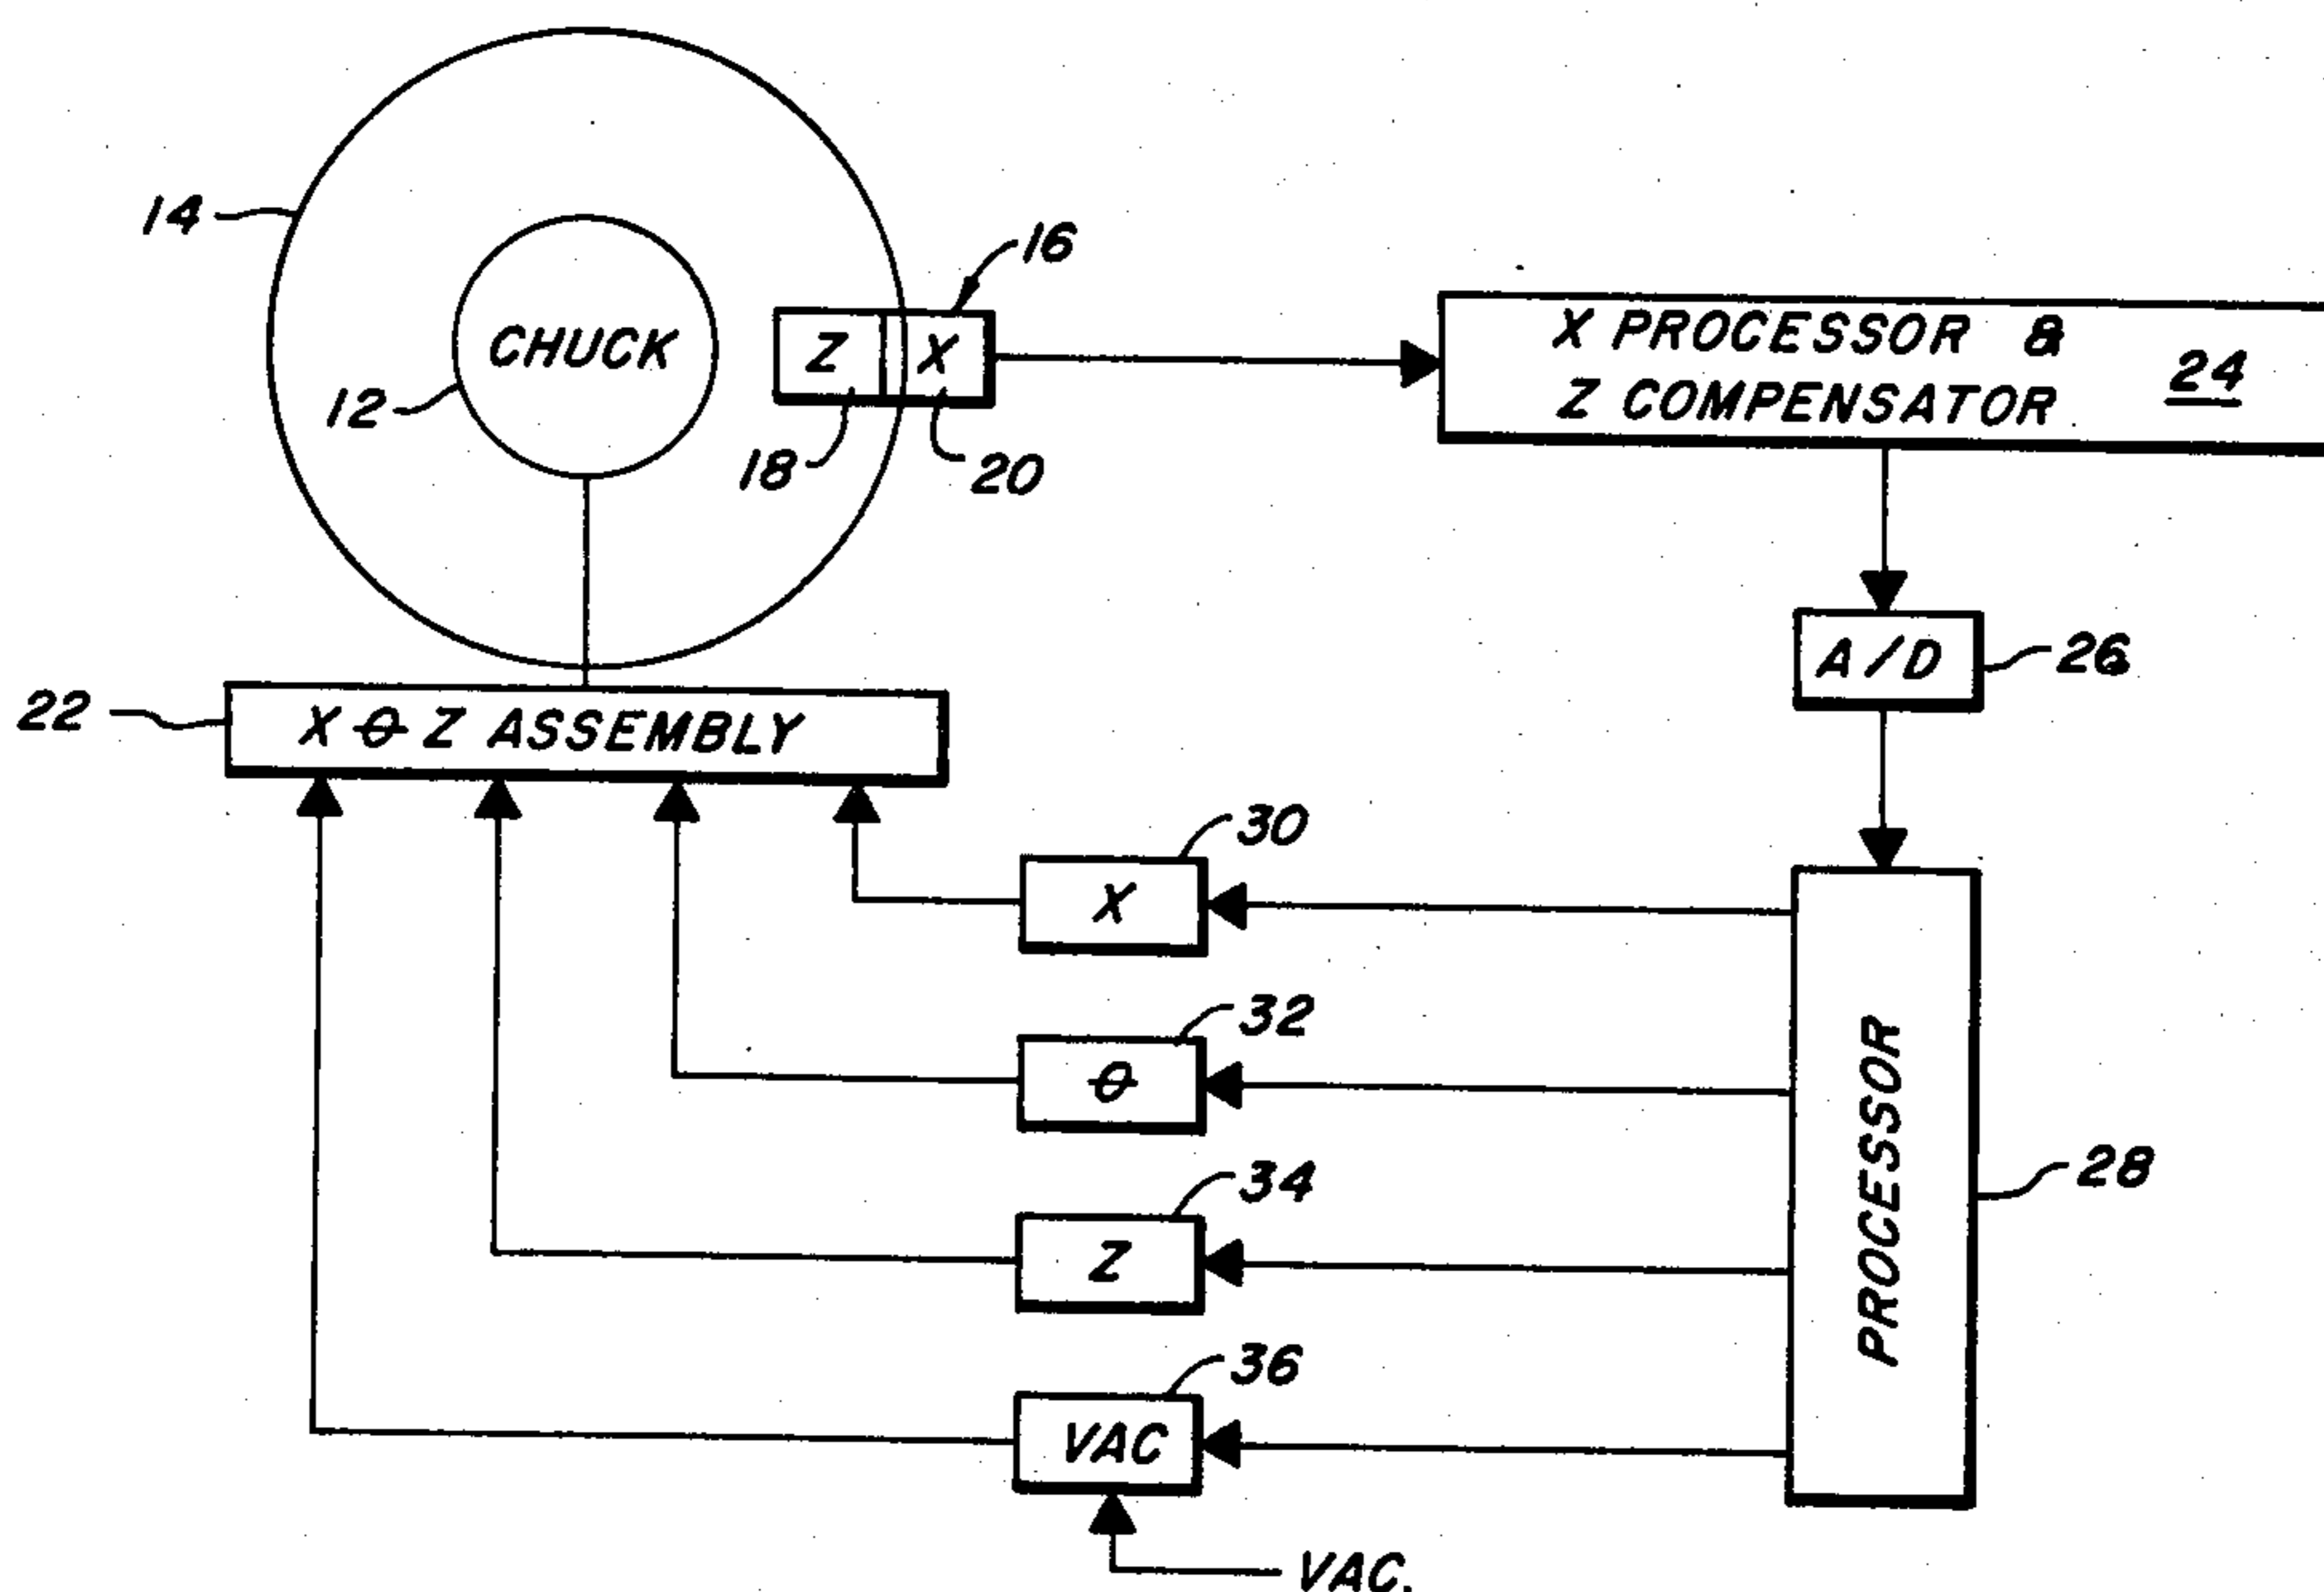 14
16
CHUCK
Z X
12
18
20
X PROCESSOR &
Z COMPENSATOR 24
A/D 26
22 X θ Z ASSEMBLY
30
X
32
θ
34
Z
36
VAC
PROCESSOR
28
VAC.